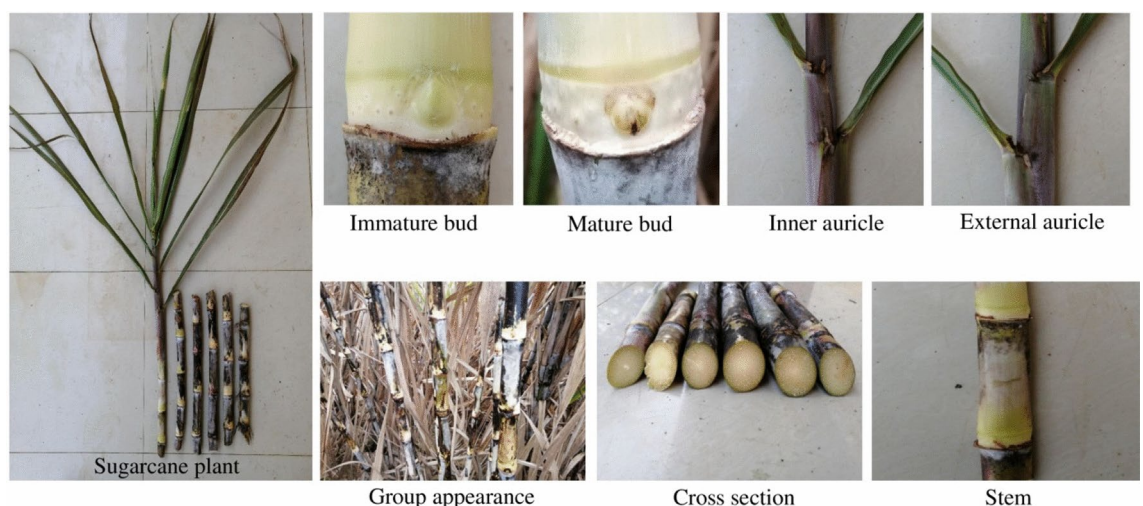 Immature bud
Mature bud
Inner auricle
External auricle
Sugarcane plant
Group appearance
Cross section
Stem